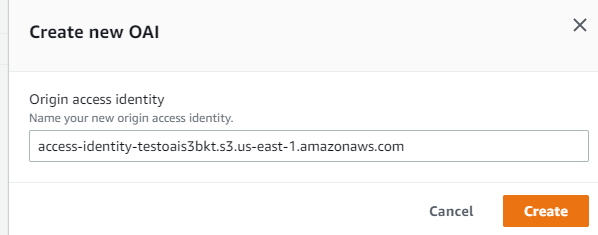 Create new OAI
Origin access identity
Name your new origin access identity.
access-identity-testoais3bkt.s3.us-east-1.amazonaws.com
Cancel
Create